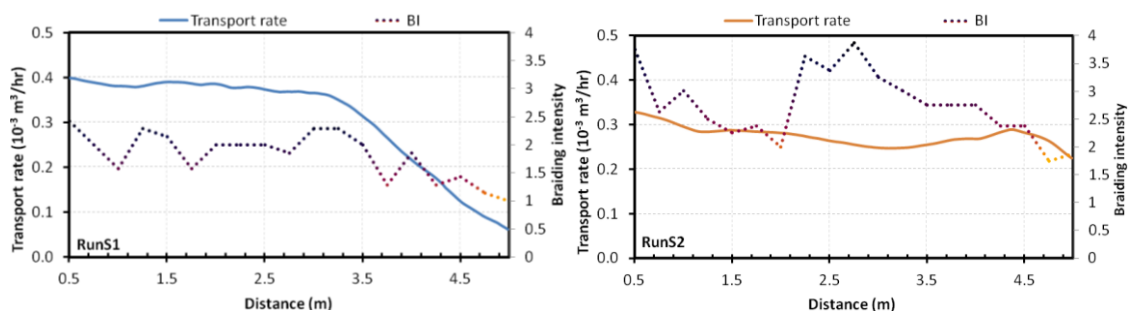 Transport rate BI
Transport rate (10⁻³ m³/hr)
0.5
0.4
0.3
0.2
0.1
0.0
RunS1
4
3.5
3
2.5
2
1.5
1
0.5
0
Braiding intensity
0.5 1.5 2.5 3.5 4.5
Distance (m)
Transport rate BI
Transport rate (10⁻³ m³/hr)
0.5
0.4
0.3
0.2
0.1
0.0
RunS2
4
3.5
3
2.5
2
1.5
1
0.5
0
Braiding intensity
0.5 1.5 2.5 3.5 4.5
Distance (m)